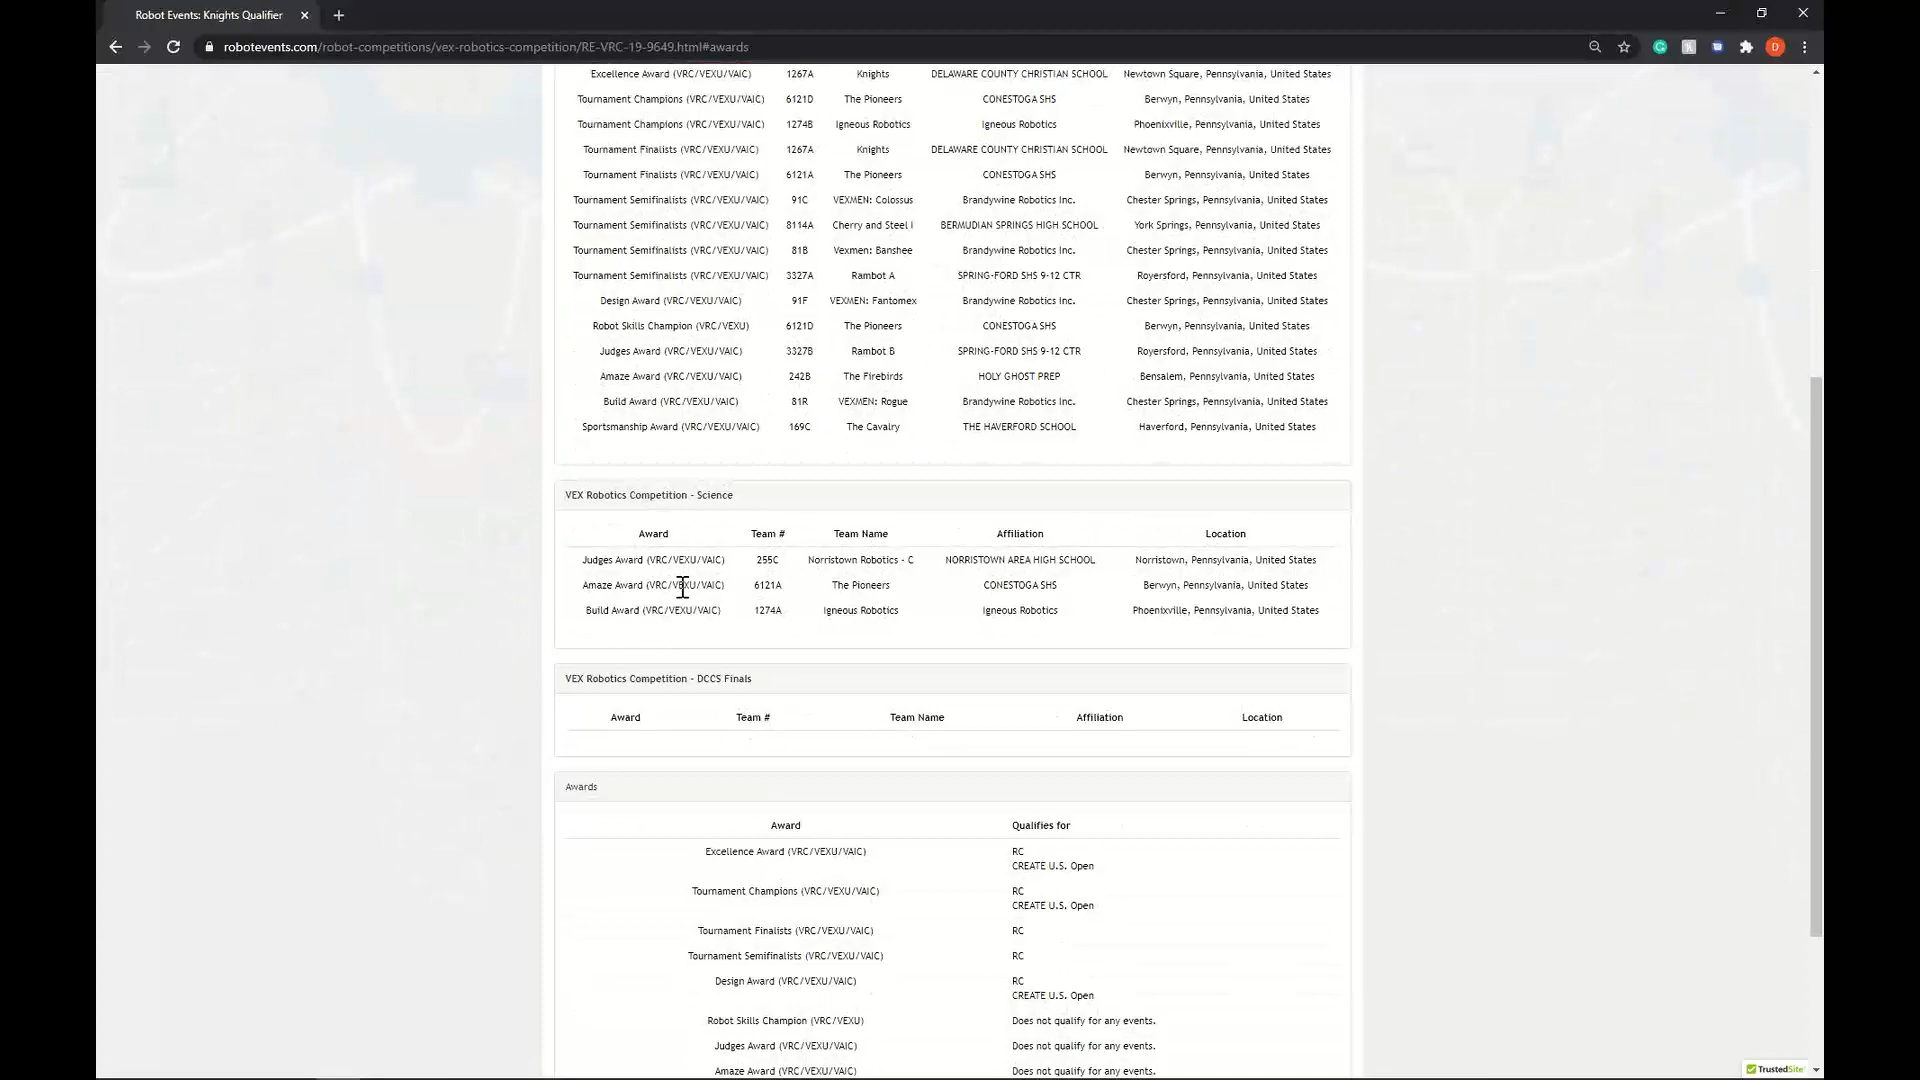 Robot Events: Knights Qualifier
robotevents.com/robot-competitions/vex-robotics-competition/RE-VRC-19-9649.html#awards
D
Excellence Award (VRC/VEXU/VAIC) 1267A Knights DELAWARE COUNTY CHRISTIAN SCHOOL Newtown Square, Pennsylvania, United States
Tournament Champions (VRC/VEXU/VAIC) 6121D The Pioneers CONESTOGA SHS Berwyn, Pennsylvania, United States
Tournament Champions (VRC/VEXU/VAIC) 1274B Igneous Robotics Igneous Robotics Phoenixville, Pennsylvania, United States
Tournament Finalists (VRC/VEXU/VAIC) 1267A Knights DELAWARE COUNTY CHRISTIAN SCHOOL Newtown Square, Pennsylvania, United States
Tournament Finalists (VRC/VEXU/VAIC) 6121A The Pioneers CONESTOGA SHS Berwyn, Pennsylvania, United States
Tournament Semifinalists (VRC/VEXU/VAIC) 91C VEXMEN: Colossus Brandywine Robotics Inc. Chester Springs, Pennsylvania, United States
Tournament Semifinalists (VRC/VEXU/VAIC) 8114A Cherry and Steel I BERMUDIAN SPRINGS HIGH SCHOOL York Springs, Pennsylvania, United States
Tournament Semifinalists (VRC/VEXU/VAIC) 81B Vexmen: Banshee Brandywine Robotics Inc. Chester Springs, Pennsylvania, United States
Tournament Semifinalists (VRC/VEXU/VAIC) 3327A Rambot A SPRING-FORD SHS 9-12 CTR Royersford, Pennsylvania, United States
Design Award (VRC/VEXU/VAIC) 91F VEXMEN: Fantomex Brandywine Robotics Inc. Chester Springs, Pennsylvania, United States
Robot Skills Champion (VRC/VEXU) 6121D The Pioneers CONESTOGA SHS Berwyn, Pennsylvania, United States
Judges Award (VRC/VEXU/VAIC) 3327B Rambot B SPRING-FORD SHS 9-12 CTR Royersford, Pennsylvania, United States
Amaze Award (VRC/VEXU/VAIC) 242B The Firebirds HOLY GHOST PREP Bensalem, Pennsylvania, United States
Build Award (VRC/VEXU/VAIC) 81R VEXMEN: Rogue Brandywine Robotics Inc. Chester Springs, Pennsylvania, United States
Sportsmanship Award (VRC/VEXU/VAIC) 169C The Cavalry THE HAVERFORD SCHOOL Haverford, Pennsylvania, United States
VEX Robotics Competition - Science
Award Team # Team Name Affiliation Location
Judges Award (VRC/VEXU/VAIC) 255C Norristown Robotics - C NORRISTOWN AREA HIGH SCHOOL Norristown, Pennsylvania, United States
Amaze Award (VRC/VEXU/VAIC) 6121A The Pioneers CONESTOGA SHS Berwyn, Pennsylvania, United States
Build Award (VRC/VEXU/VAIC) 1274A Igneous Robotics Igneous Robotics Phoenixville, Pennsylvania, United States
VEX Robotics Competition - DCCS Finals
Award Team # Team Name Affiliation Location
Awards
Award Qualifies for
Excellence Award (VRC/VEXU/VAIC) RC
CREATE U.S. Open
Tournament Champions (VRC/VEXU/VAIC) RC
CREATE U.S. Open
Tournament Finalists (VRC/VEXU/VAIC) RC
Tournament Semifinalists (VRC/VEXU/VAIC) RC
Design Award (VRC/VEXU/VAIC) RC
CREATE U.S. Open
Robot Skills Champion (VRC/VEXU) Does not qualify for any events.
Judges Award (VRC/VEXU/VAIC) Does not qualify for any events.
Amaze Award (VRC/VEXU/VAIC) Does not qualify for any events.
TrustedSite